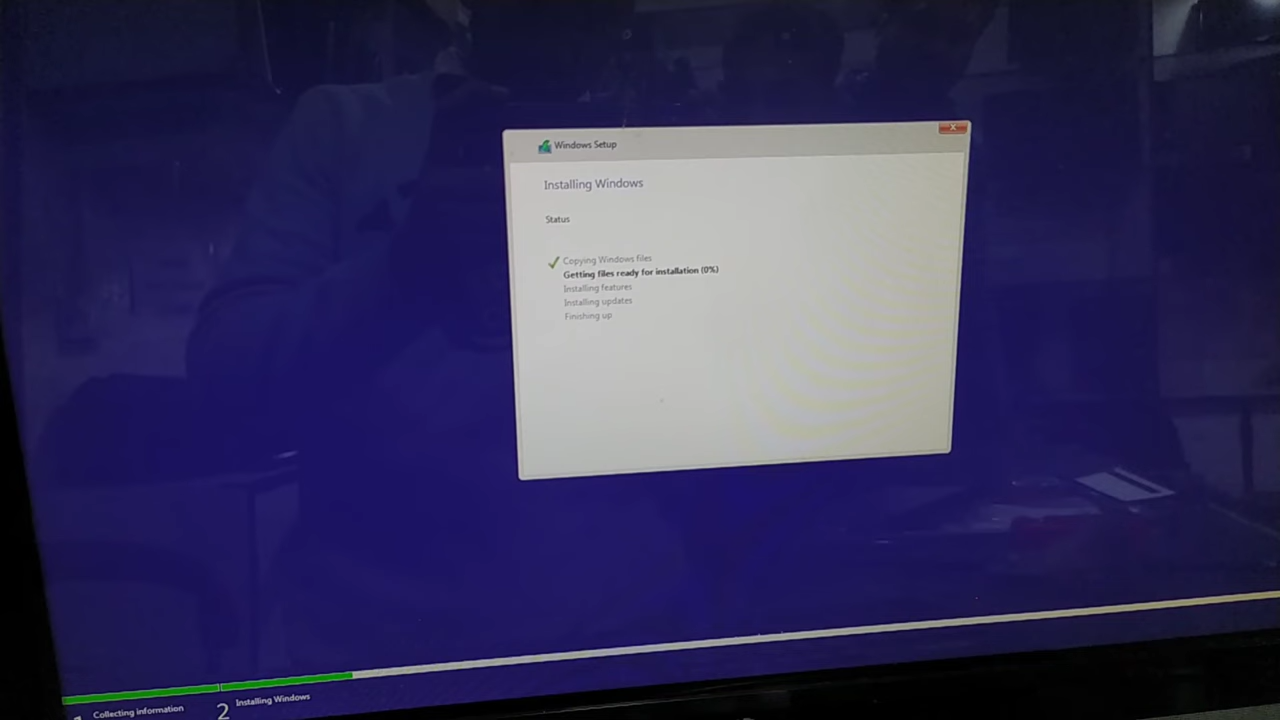 Windows Setup
Installing Windows
Status
Copying Windows files
Getting files ready for installation (0%)
Installing features
Installing updates
Finishing up
1 Collecting information
2 Installing Windows